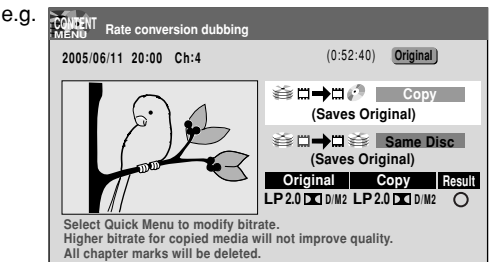 e.g.
CONTENT MENU Rate conversion dubbing
2005/06/11 20:00 Ch:4 (0:52:40) Original
Copy
(Saves Original)
Same Disc
(Saves Original)
Original Copy Result
LP 2.0 D/M2 LP 2.0 D/M2
Select Quick Menu to modify bitrate.
Higher bitrate for copied media will not improve quality.
All chapter marks will be deleted.